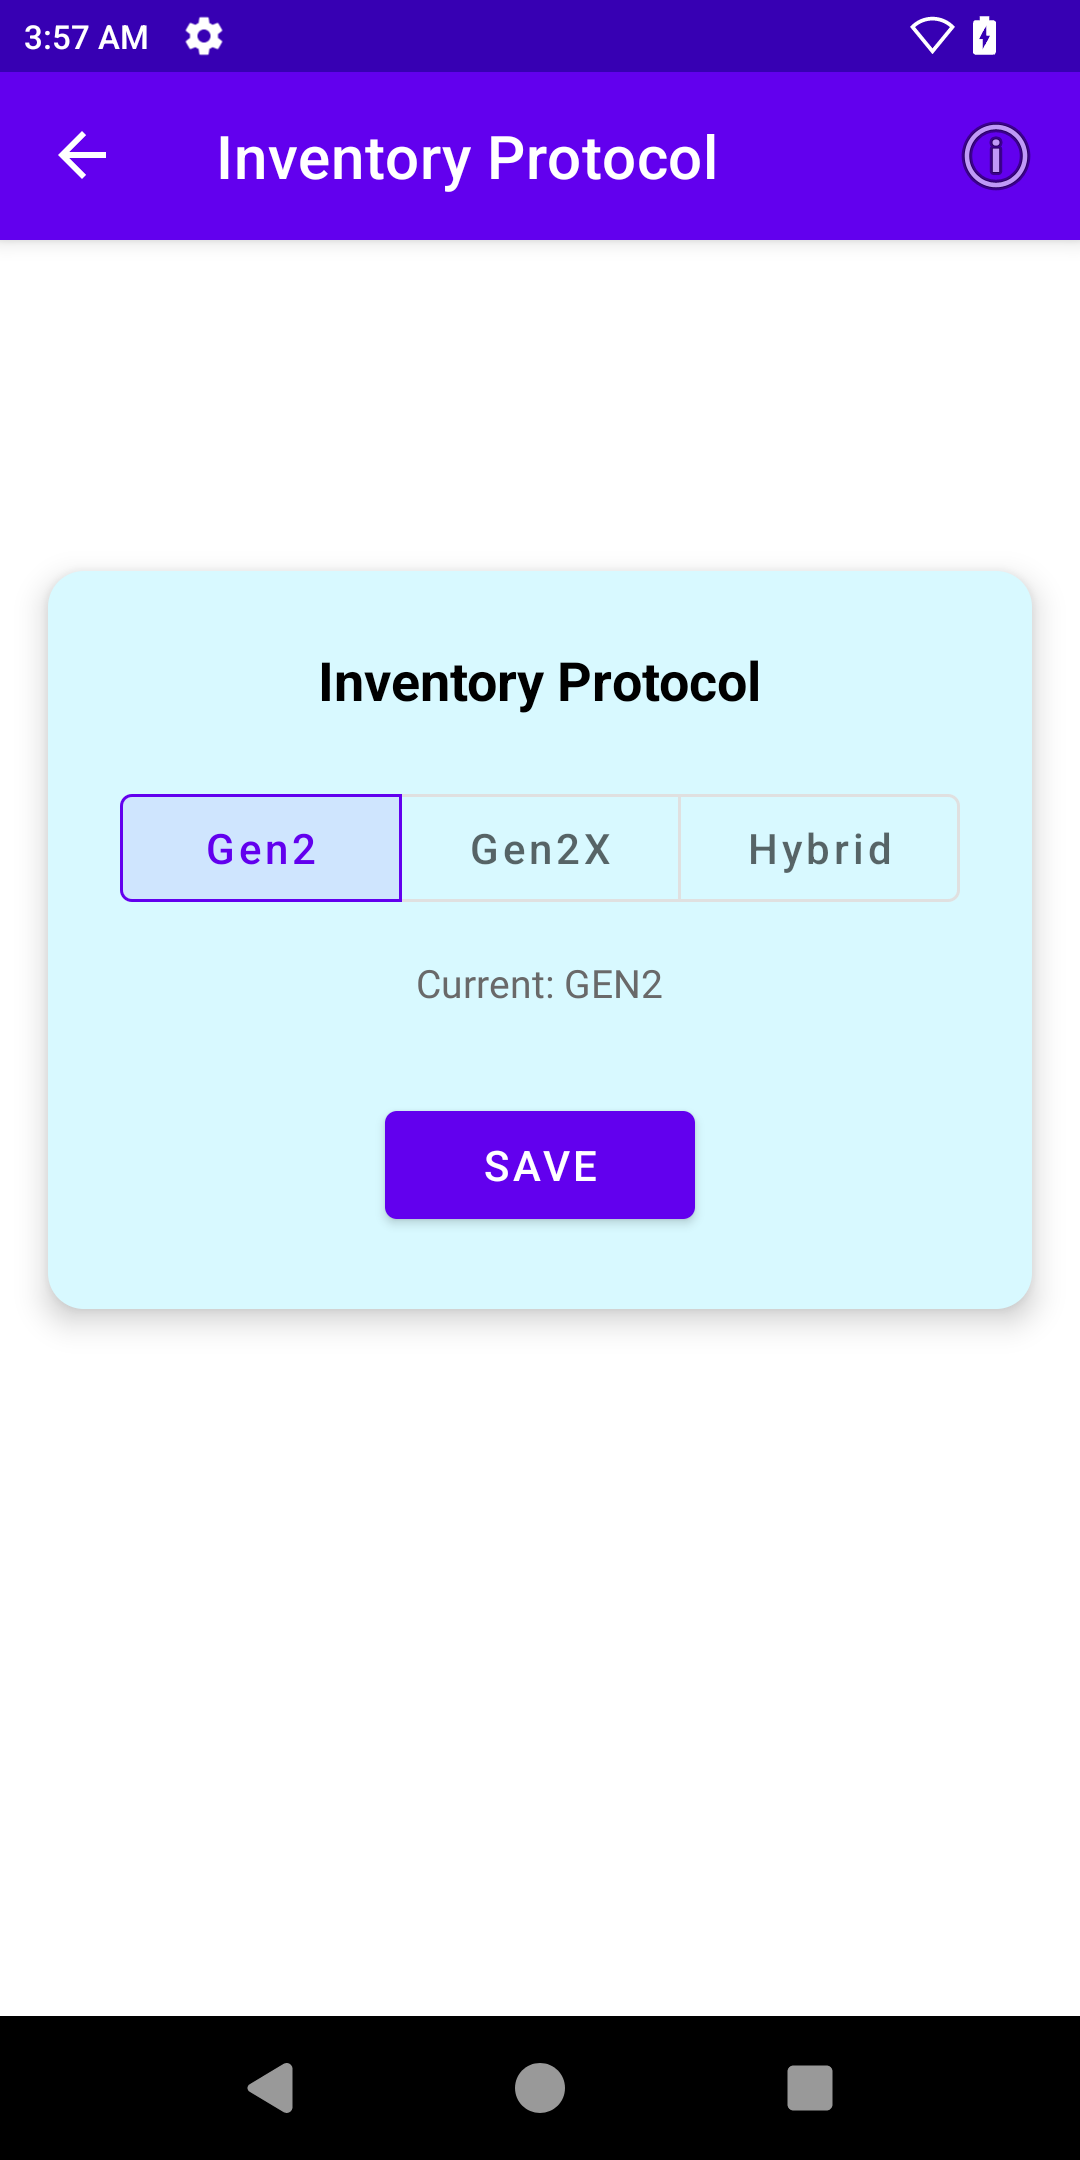 3:57 AM
Inventory Protocol
Inventory Protocol
Gen2 Gen2X Hybrid
Current: GEN2
SAVE